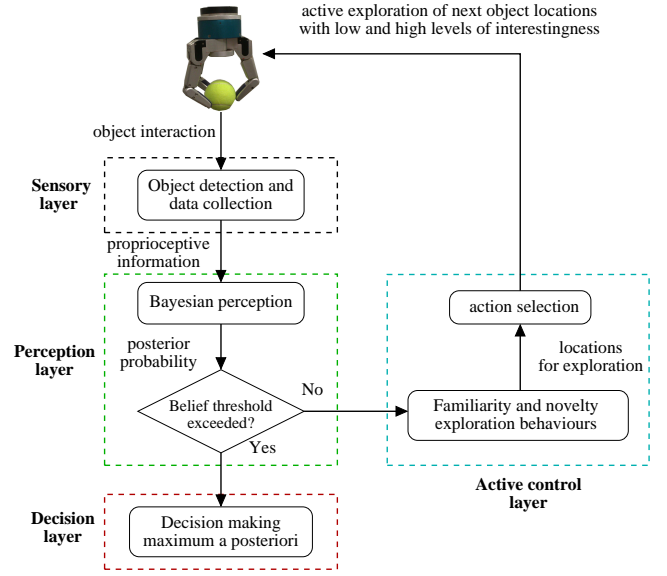 active exploration of next object locations
with low and high levels of interestingness
object interaction
Sensory
layer
Object detection and
data collection
proprioceptive
information
Bayesian perception
action selection
Perception
layer
posterior
probability
locations
for exploration
Belief threshold
exceeded?
No
Familiarity and novelty
exploration behaviours
Yes
Active control
layer
Decision
layer
Decision making
maximum a posteriori